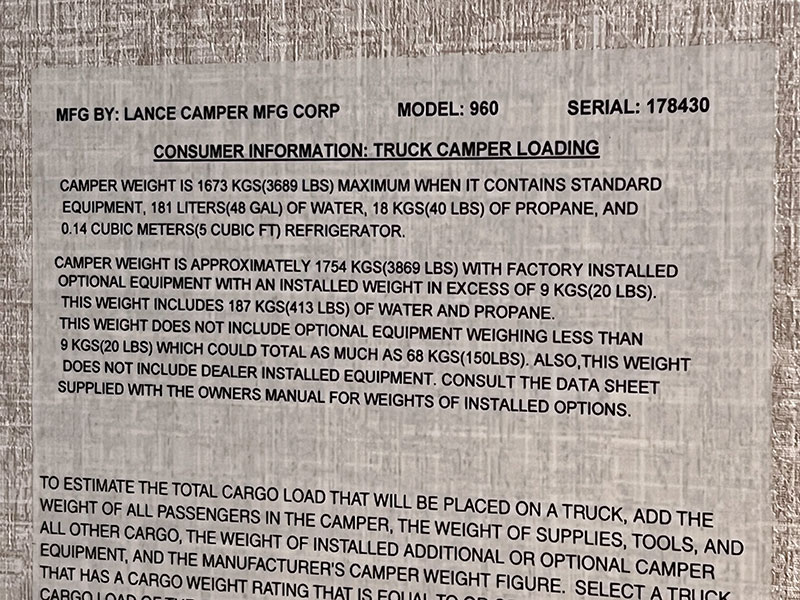 MFG BY: LANCE CAMPER MFG CORP MODEL: 960 SERIAL: 178430
CONSUMER INFORMATION: TRUCK CAMPER LOADING
CAMPER WEIGHT IS 1673 KGS(3689 LBS) MAXIMUM WHEN IT CONTAINS STANDARD
EQUIPMENT, 181 LITERS(48 GAL) OF WATER, 18 KGS(40 LBS) OF PROPANE, AND
0.14 CUBIC METERS(5 CUBIC FT) REFRIGERATOR.
CAMPER WEIGHT IS APPROXIMATELY 1754 KGS(3869 LBS) WITH FACTORY INSTALLED
OPTIONAL EQUIPMENT WITH AN INSTALLED WEIGHT IN EXCESS OF 9 KGS(20 LBS).
THIS WEIGHT INCLUDES 187 KGS(413 LBS) OF WATER AND PROPANE.
THIS WEIGHT DOES NOT INCLUDE OPTIONAL EQUIPMENT WEIGHING LESS THAN
9 KGS(20 LBS) WHICH COULD TOTAL AS MUCH AS 68 KGS(150LBS). ALSO,THIS WEIGHT
DOES NOT INCLUDE DEALER INSTALLED EQUIPMENT. CONSULT THE DATA SHEET
SUPPLIED WITH THE OWNERS MANUAL FOR WEIGHTS OF INSTALLED OPTIONS.
TO ESTIMATE THE TOTAL CARGO LOAD THAT WILL BE PLACED ON A TRUCK, ADD THE
WEIGHT OF ALL PASSENGERS IN THE CAMPER, THE WEIGHT OF SUPPLIES, TOOLS, AND
ALL OTHER CARGO, THE WEIGHT OF INSTALLED ADDITIONAL OR OPTIONAL CAMPER
EQUIPMENT, AND THE MANUFACTURER'S CAMPER WEIGHT FIGURE. SELECT A TRUCK
THAT HAS A CARGO WEIGHT RATING THAT IS EQUAL TO OR
CARGO LOAD OF